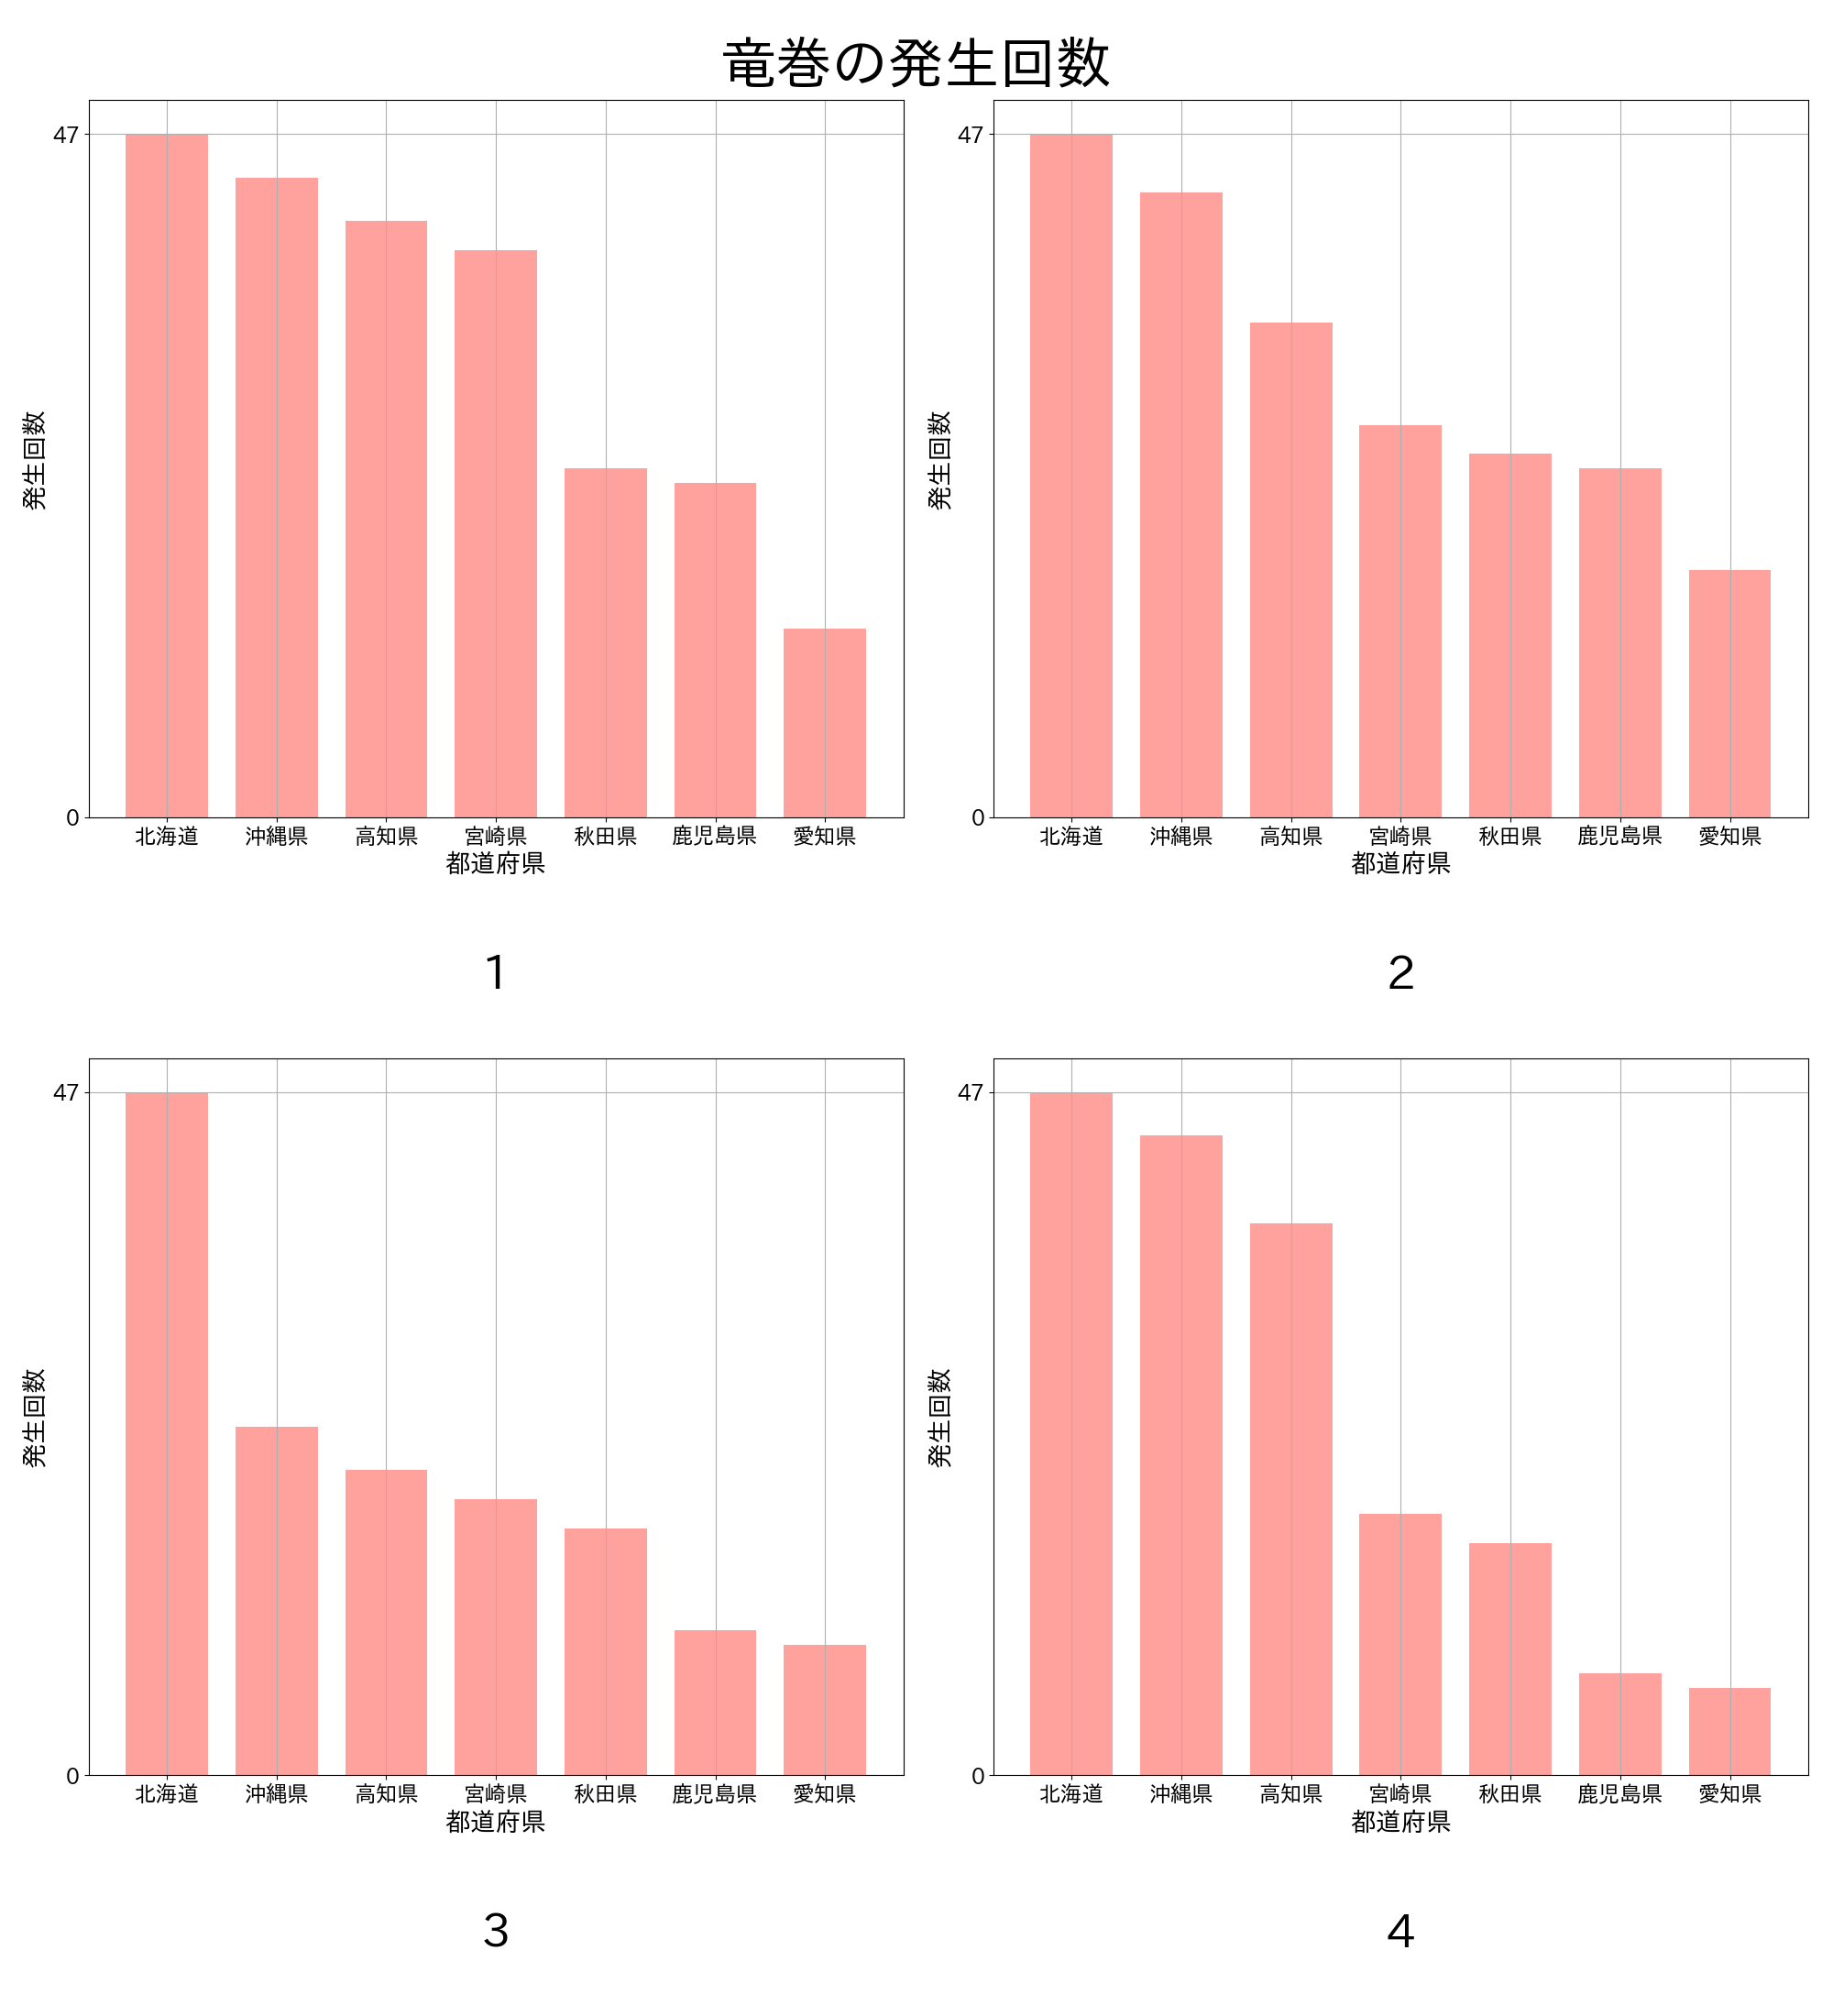 竜巻の発生回数
47
0
発生回数
北海道 沖縄県 高知県 宮崎県 秋田県 鹿児島県 愛知県
都道府県
1
47
0
発生回数
北海道 沖縄県 高知県 宮崎県 秋田県 鹿児島県 愛知県
都道府県
2
47
0
発生回数
北海道 沖縄県 高知県 宮崎県 秋田県 鹿児島県 愛知県
都道府県
3
47
0
発生回数
北海道 沖縄県 高知県 宮崎県 秋田県 鹿児島県 愛知県
都道府県
4